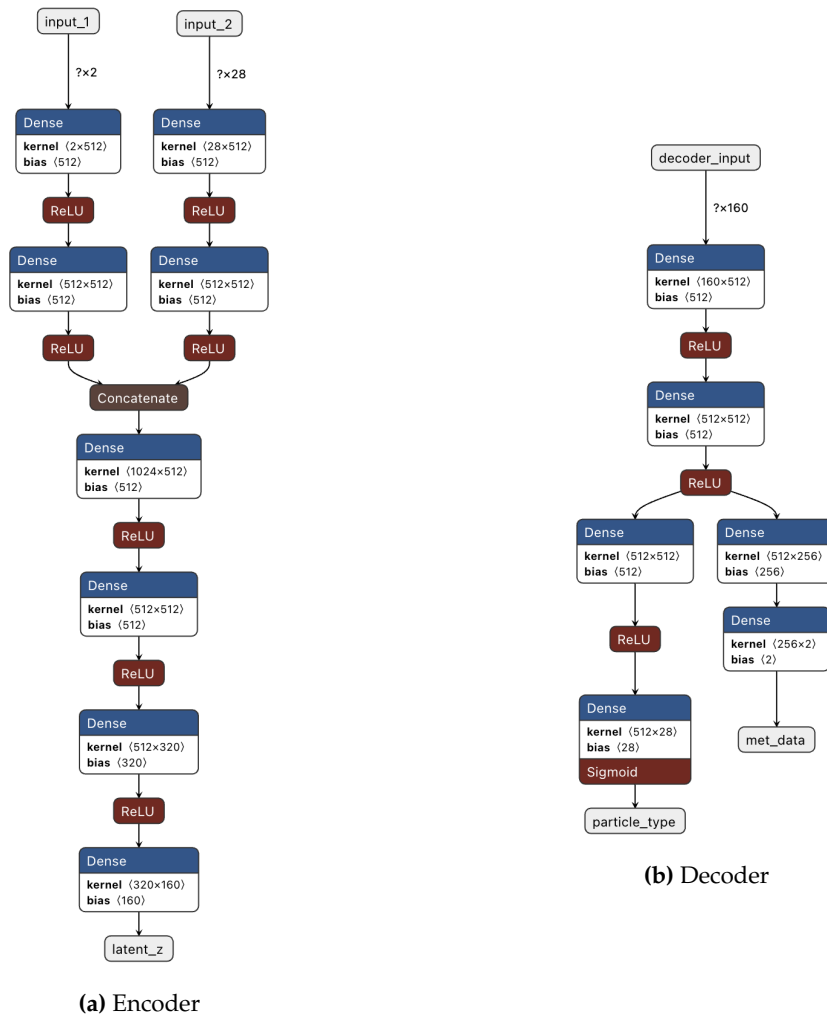 input_1
input_2
?×2
?×28
Dense
kernel ⟨2×512⟩
bias ⟨512⟩
Dense
kernel ⟨28×512⟩
bias ⟨512⟩
ReLU
ReLU
Dense
kernel ⟨512×512⟩
bias ⟨512⟩
Dense
kernel ⟨512×512⟩
bias ⟨512⟩
ReLU
ReLU
Concatenate
Dense
kernel ⟨1024×512⟩
bias ⟨512⟩
ReLU
Dense
kernel ⟨512×512⟩
bias ⟨512⟩
ReLU
Dense
kernel ⟨512×320⟩
bias ⟨320⟩
ReLU
Dense
kernel ⟨320×160⟩
bias ⟨160⟩
latent_z
(a) Encoder
decoder_input
?×160
Dense
kernel ⟨160×512⟩
bias ⟨512⟩
ReLU
Dense
kernel ⟨512×512⟩
bias ⟨512⟩
ReLU
Dense
kernel ⟨512×512⟩
bias ⟨512⟩
ReLU
Dense
kernel ⟨512×28⟩
bias ⟨28⟩
Sigmoid
particle_type
Dense
kernel ⟨512×256⟩
bias ⟨256⟩
Dense
kernel ⟨256×2⟩
bias ⟨2⟩
met_data
(b) Decoder